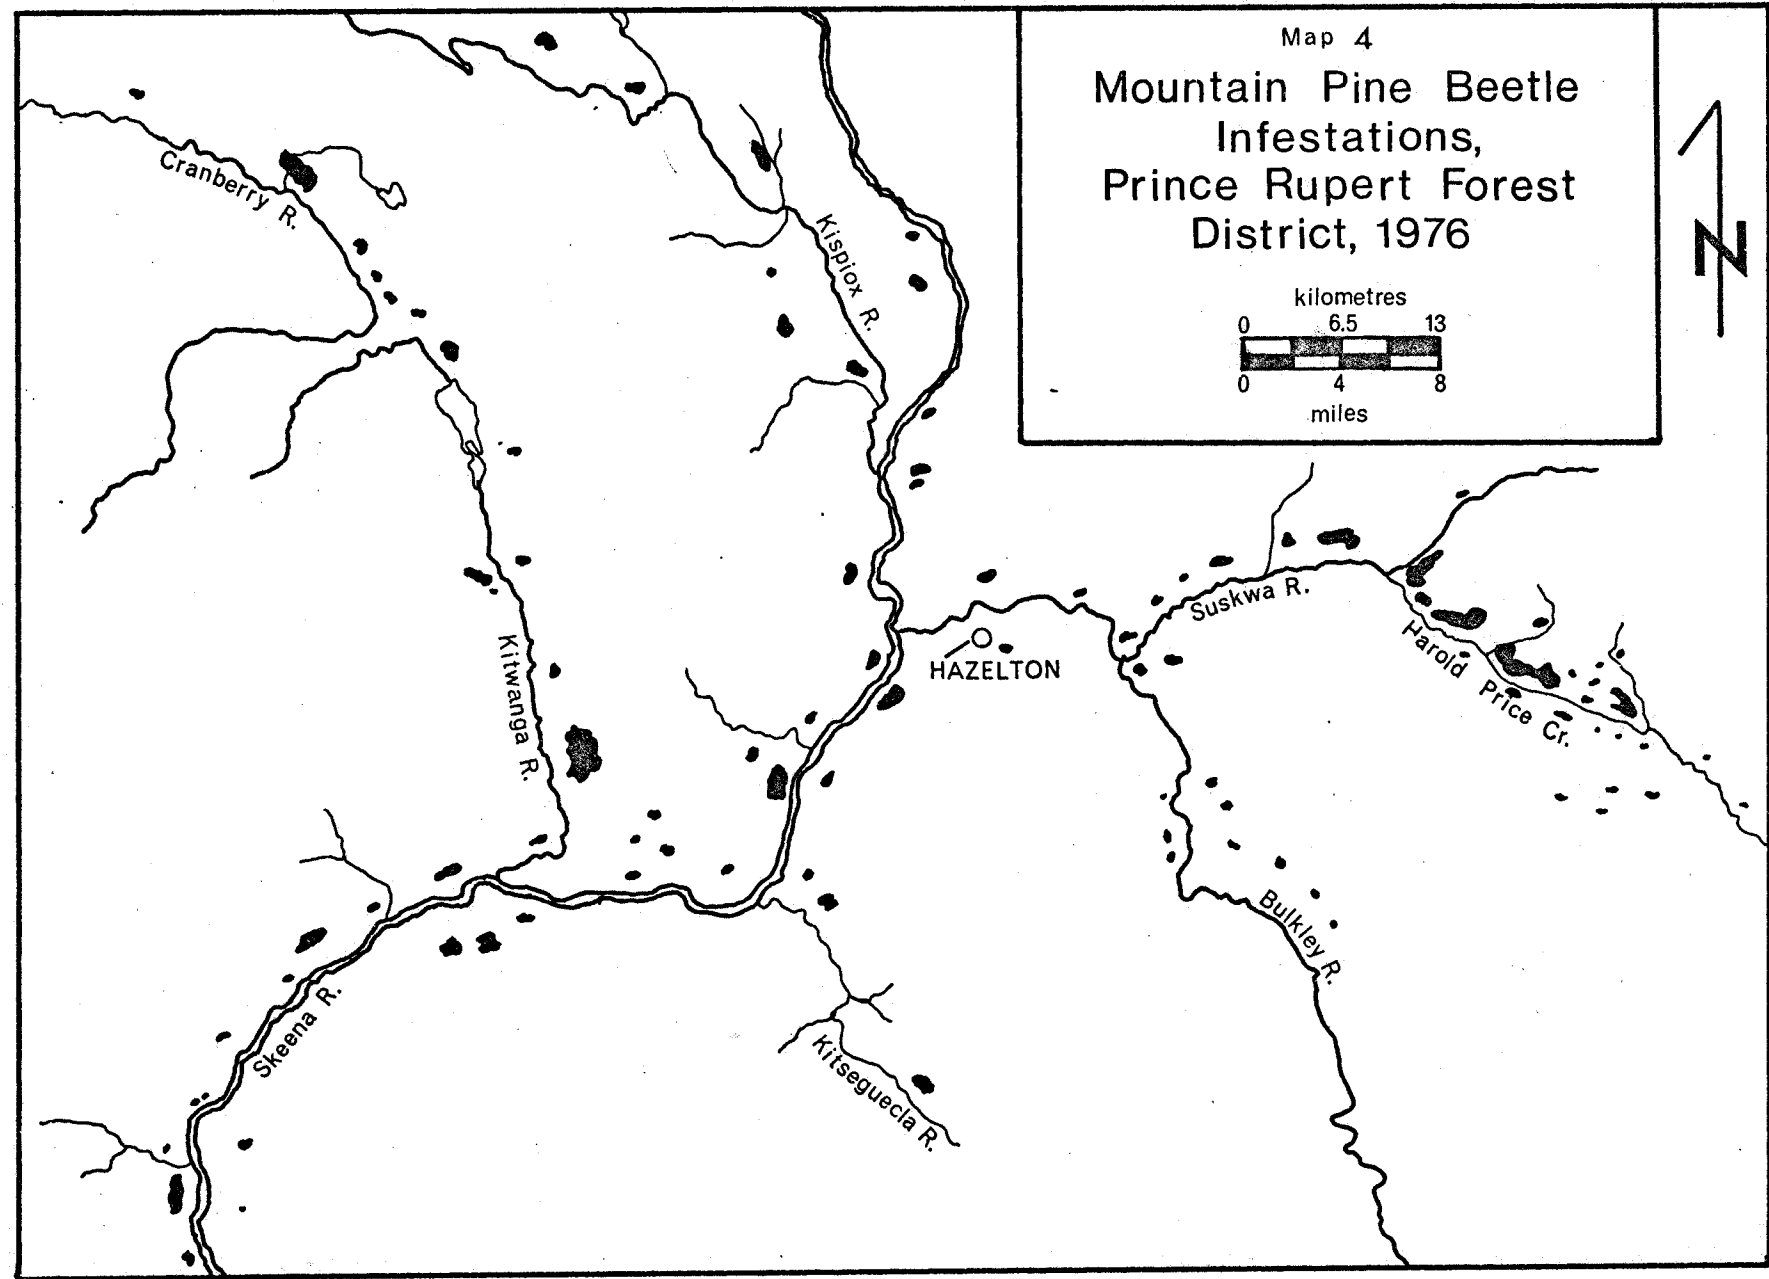 Map 4
Mountain Pine Beetle
Infestations,
Prince Rupert Forest
District, 1976
kilometres
0 6.5 13
0 4 8
miles
N
Cranberry R.
Kispiox R.
Suskwa R.
Harold Price Cr.
HAZELTON
Kitwanga R.
Bulkley R.
Skeena R.
Kitseguecla R.